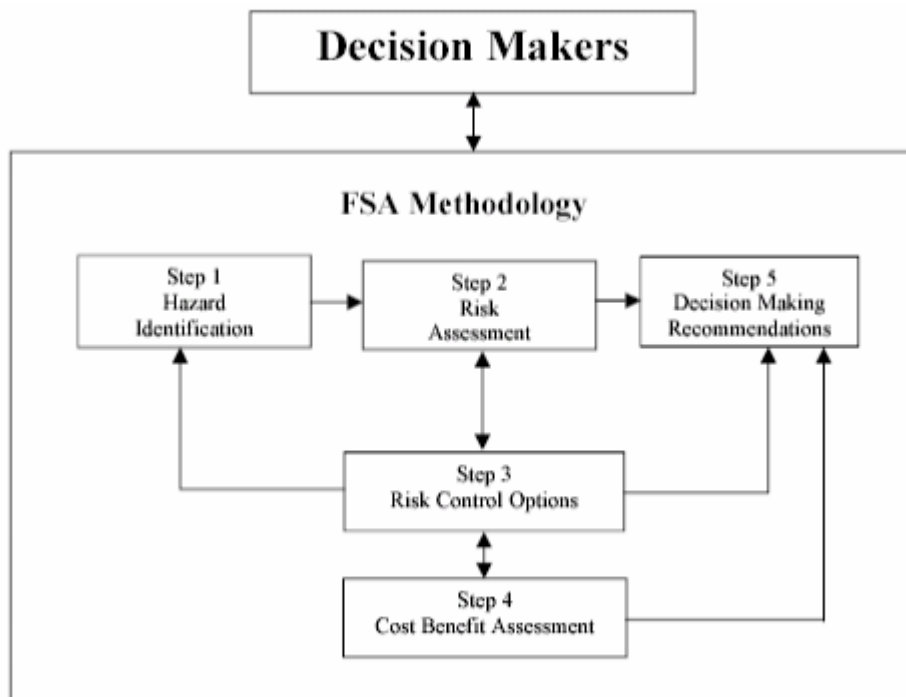 Decision Makers
FSA Methodology
Step 1
Hazard
Identification
Step 2
Risk
Assessment
Step 5
Decision Making
Recommendations
Step 3
Risk Control Options
Step 4
Cost Benefit Assessment